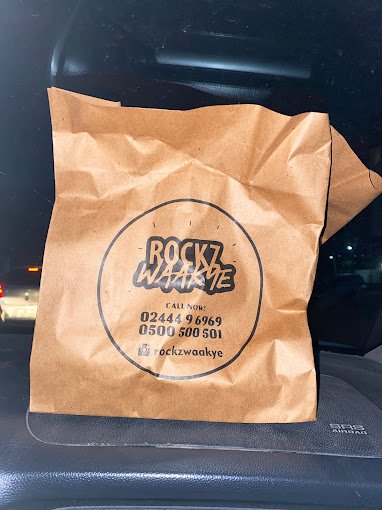 ROCKZ
WAAKYE
CALL NOW!
02444 9 6969
0500 500 501
rockzwaakye
SRS
AIRBAG